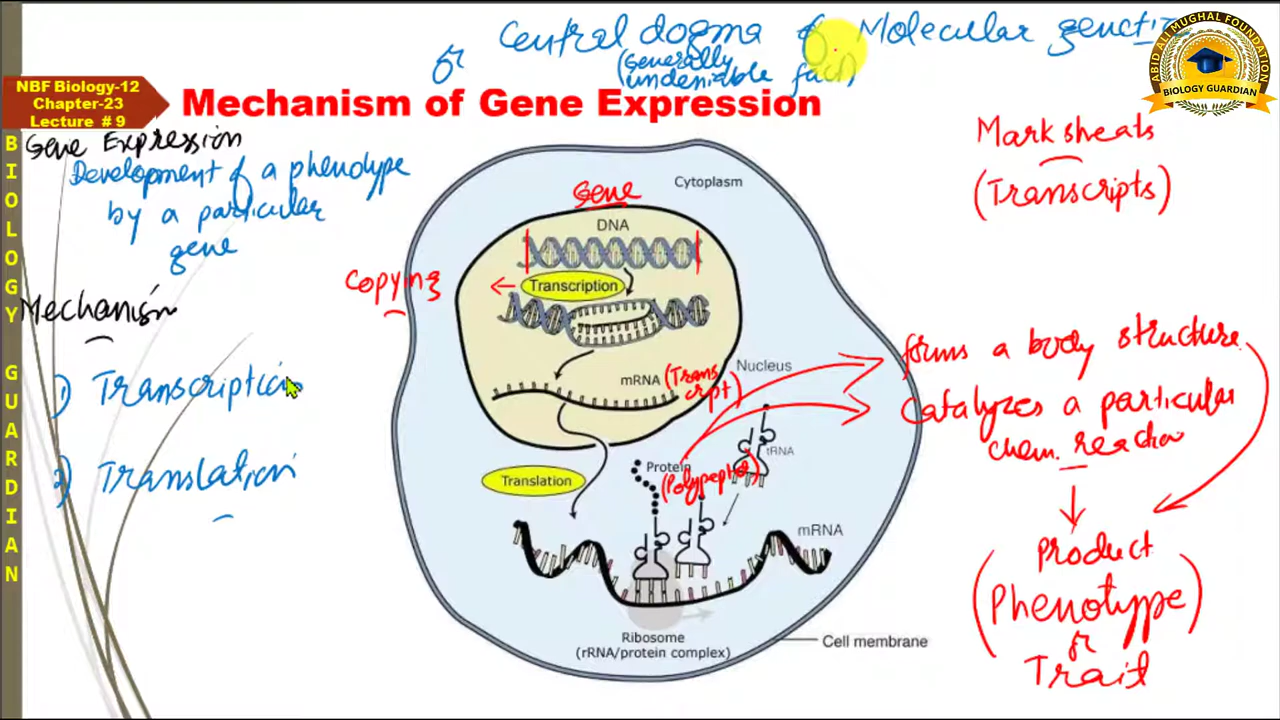 Central dogma of Molecular genetics
or
(generally
undeniable fact)
NBF Biology-12
Chapter-23
Lecture # 9
Mechanism of Gene Expression
ABID ALI MUGHAL FOUNDATION
BIOLOGY GUARDIAN
BIOLOGY GUARDIAN
Gene Expression
Development of a phenotype
by a particular
gene
Mechanism
1) Transcription
2) Translation
Mark sheats
(Transcripts)
Cytoplasm
Gene
DNA
Copying
Transcription
Nucleus
mRNA (Trans
cript)
forms a body structure
Catalyzes a particular
chem. reaction
tRNA
Protein
(Polypeptide)
Translation
mRNA
Ribosome
(rRNA/protein complex)
Cell membrane
Product
(Phenotype)
or
Trait